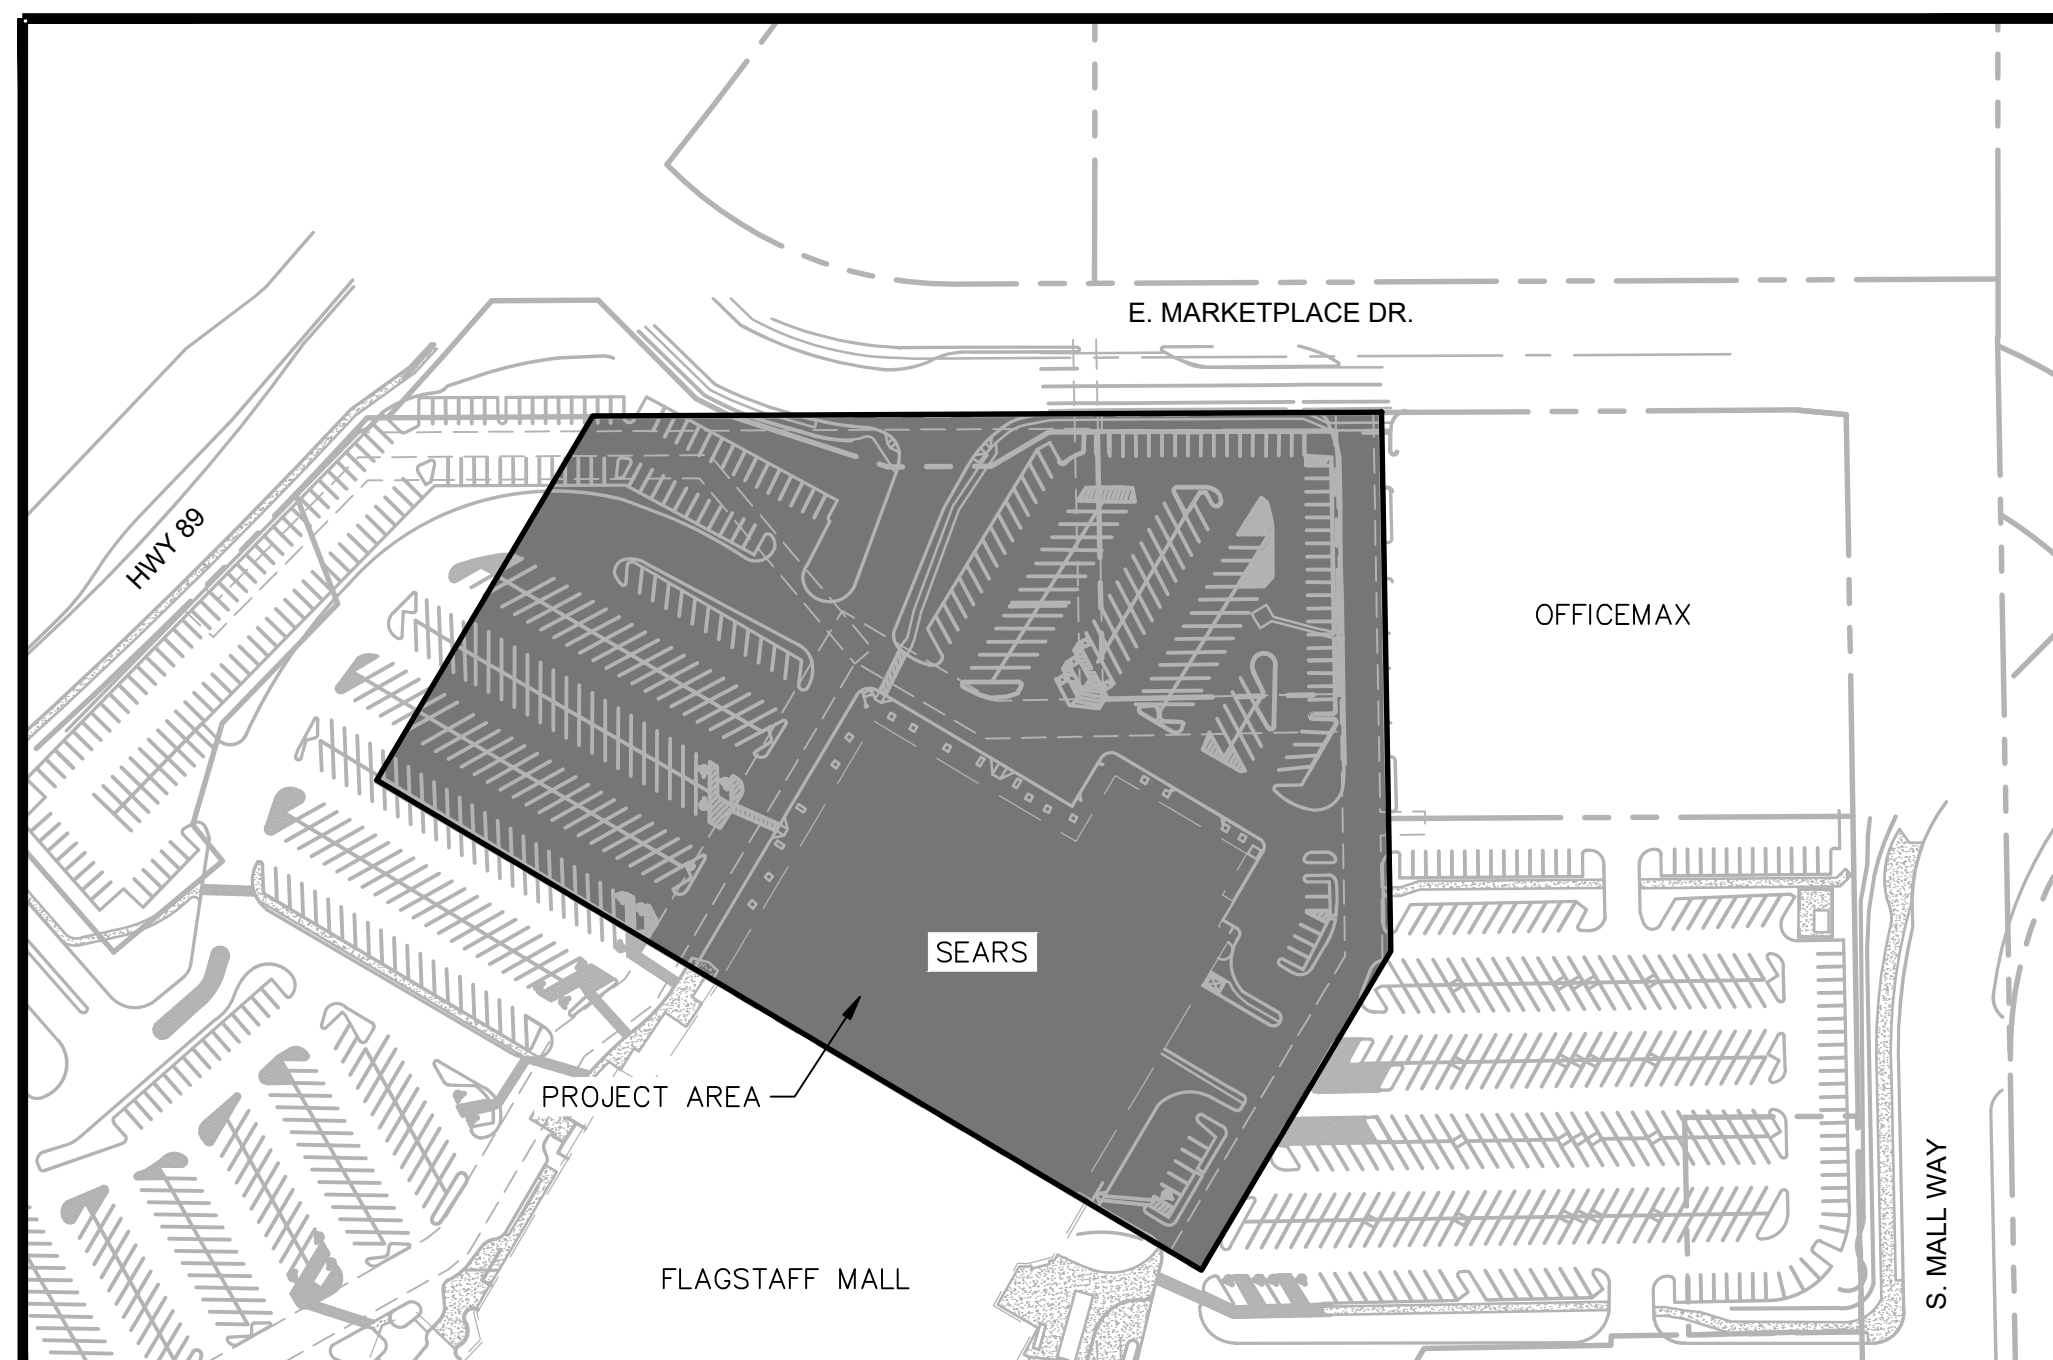 E. MARKETPLACE DR.
HWY 89
OFFICEMAX
SEARS
PROJECT AREA
S. MALL WAY
FLAGSTAFF MALL